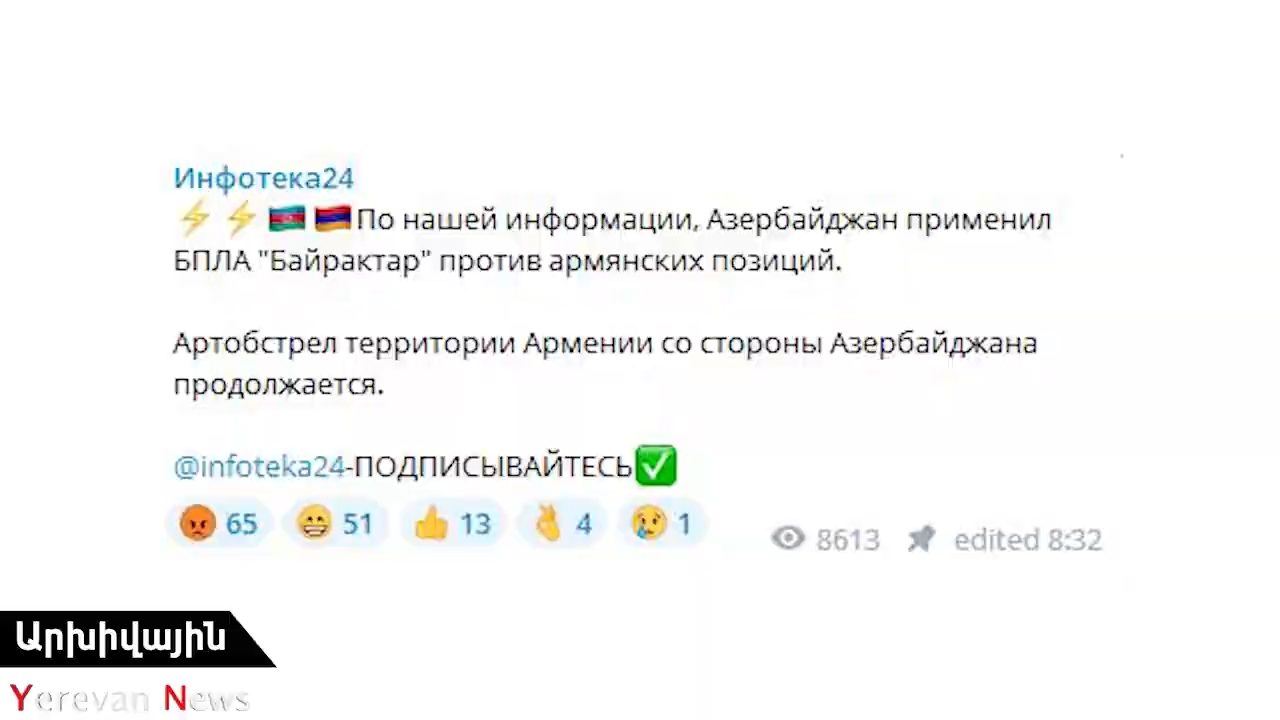 Инфотека24
⚡⚡🇦🇿🇦🇲По нашей информации, Азербайджан применил
БПЛА "Байрактар" против армянских позиций.
Артобстрел территории Армении со стороны Азербайджана
продолжается.
@infoteka24-ПОДПИСЫВАЙТЕСЬ✅
😡 65 😁 51 👍 13 👌 4 😢 1
8613 edited 8:32
Արխիվային
Yerevan News